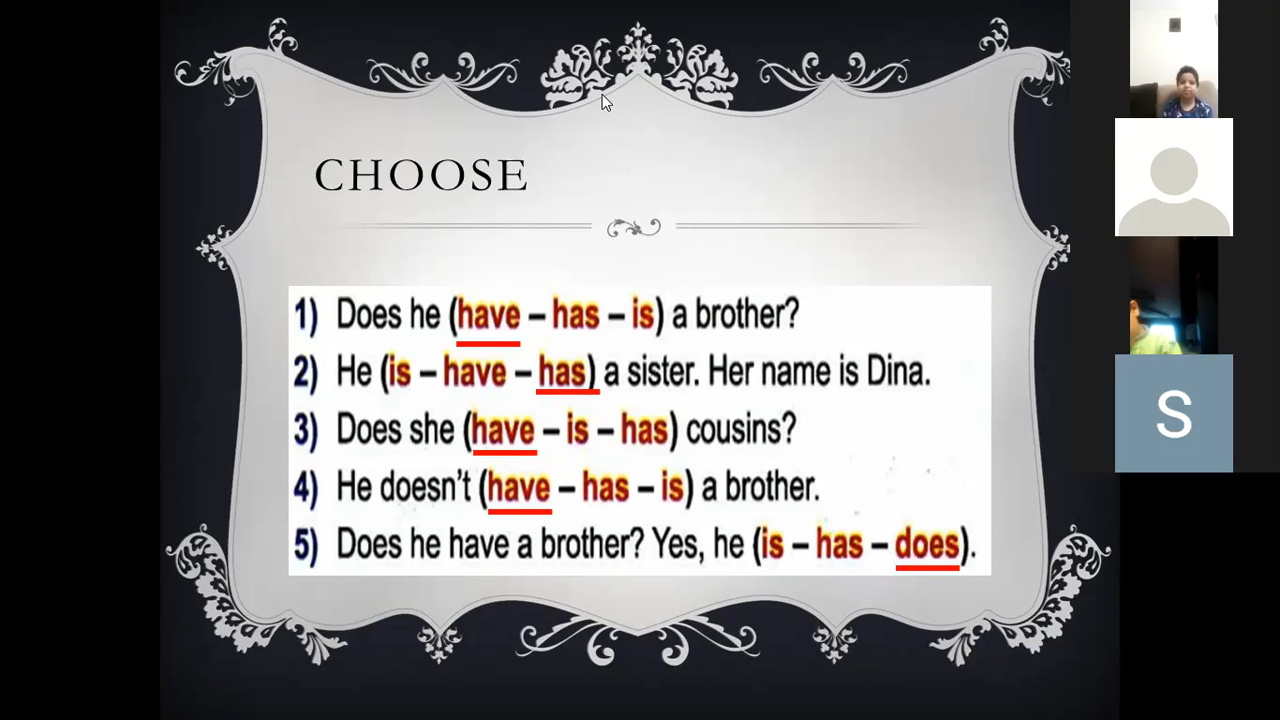 CHOOSE
1) Does he (have – has – is) a brother?
2) He (is – have – has) a sister. Her name is Dina.
3) Does she (have – is – has) cousins?
4) He doesn't (have – has – is) a brother.
5) Does he have a brother? Yes, he (is – has – does).
S